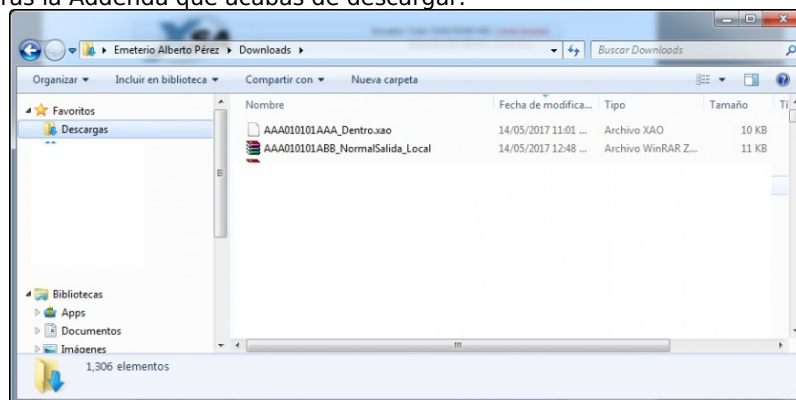 ras la Addenda que acabas de descargar.
Emeterio Alberto Pérez Downloads
Buscar Downloads
Organizar Incluir en biblioteca Compartir con Nueva carpeta
Favoritos
Descargas
Nombre Fecha de modifica... Tipo Tamaño
AAA010101AAA_Dentro.xao 14/05/2017 11:01 ... Archivo XAO 10 KB
AAA010101ABB_NormalSalida_Local 14/05/2017 12:48 ... Archivo WinRAR Z... 11 KB
Bibliotecas
Apps
Documentos
Imágenes
1,306 elementos